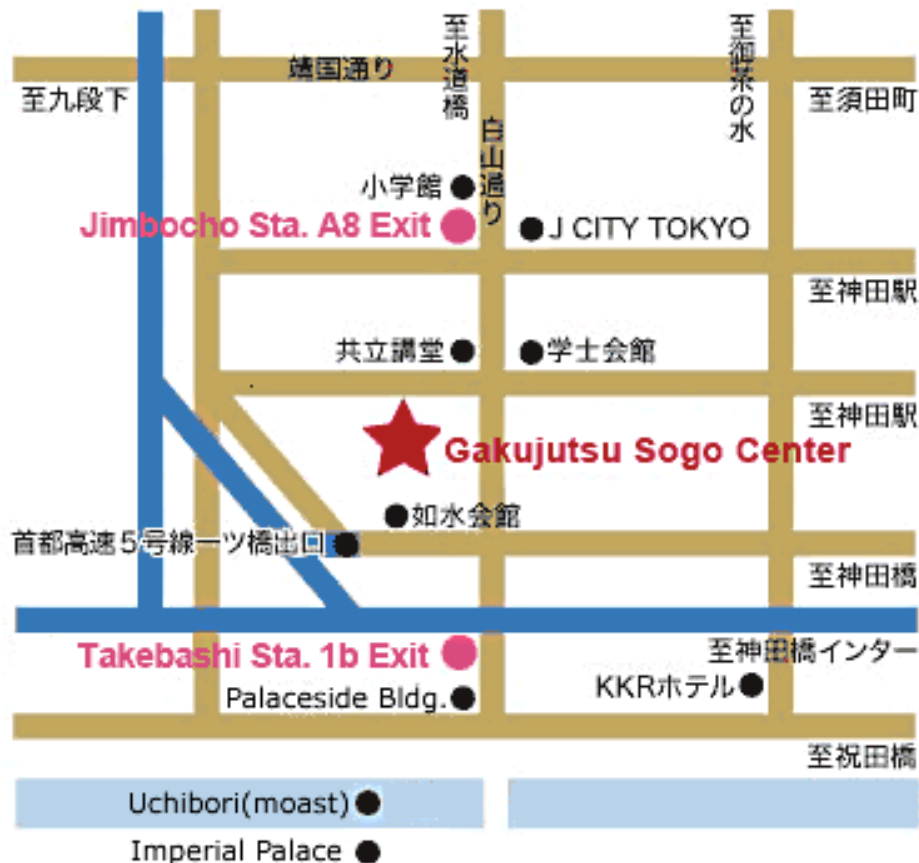 至水道橋
至御茶の水
靖国通り
至九段下
至須田町
白山通り
小学館
Jimbocho Sta. A8 Exit
J CITY TOKYO
至神田駅
共立講堂
学士会館
至神田駅
Gakujutsu Sogo Center
如水会館
首都高速5号線一ツ橋出口
至神田橋
Takebashi Sta. 1b Exit
至神田橋インター
Palaceside Bldg.
KKRホテル
至祝田橋
Uchibori(moast)
Imperial Palace